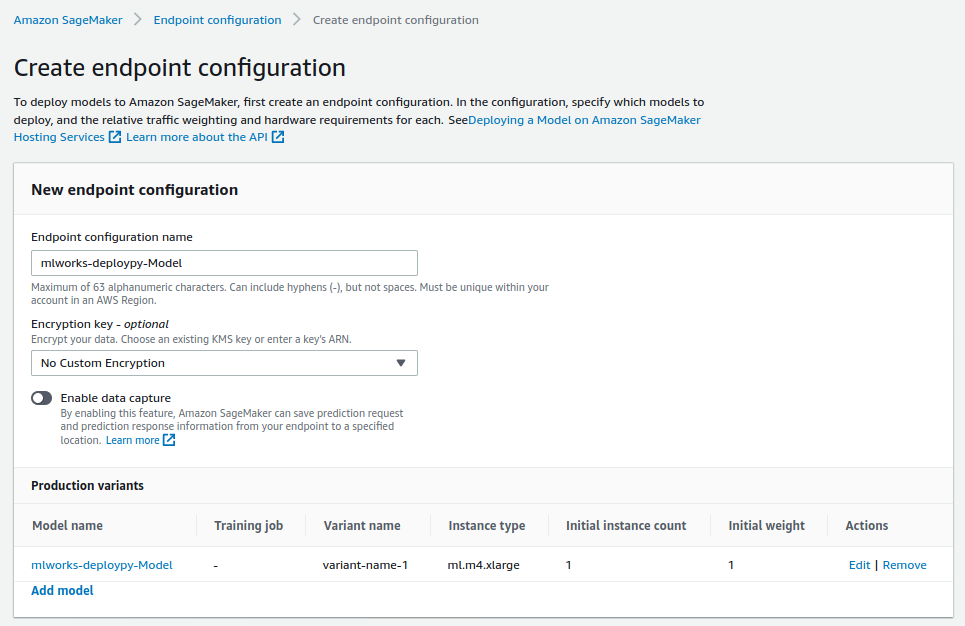 Amazon SageMaker > Endpoint configuration > Create endpoint configuration
Create endpoint configuration
To deploy models to Amazon SageMaker, first create an endpoint configuration. In the configuration, specify which models to
deploy, and the relative traffic weighting and hardware requirements for each. SeeDeploying a Model on Amazon SageMaker
Hosting Services Learn more about the API
New endpoint configuration
Endpoint configuration name
mlworks-deploypy-Model
Maximum of 63 alphanumeric characters. Can include hyphens (-), but not spaces. Must be unique within your
account in an AWS Region.
Encryption key - optional
Encrypt your data. Choose an existing KMS key or enter a key's ARN.
No Custom Encryption
Enable data capture
By enabling this feature, Amazon SageMaker can save prediction request
and prediction response information from your endpoint to a specified
location. Learn more
Production variants
Model name Training job Variant name Instance type Initial instance count Initial weight Actions
mlworks-deploypy-Model - variant-name-1 ml.m4.xlarge 1 1 Edit | Remove
Add model